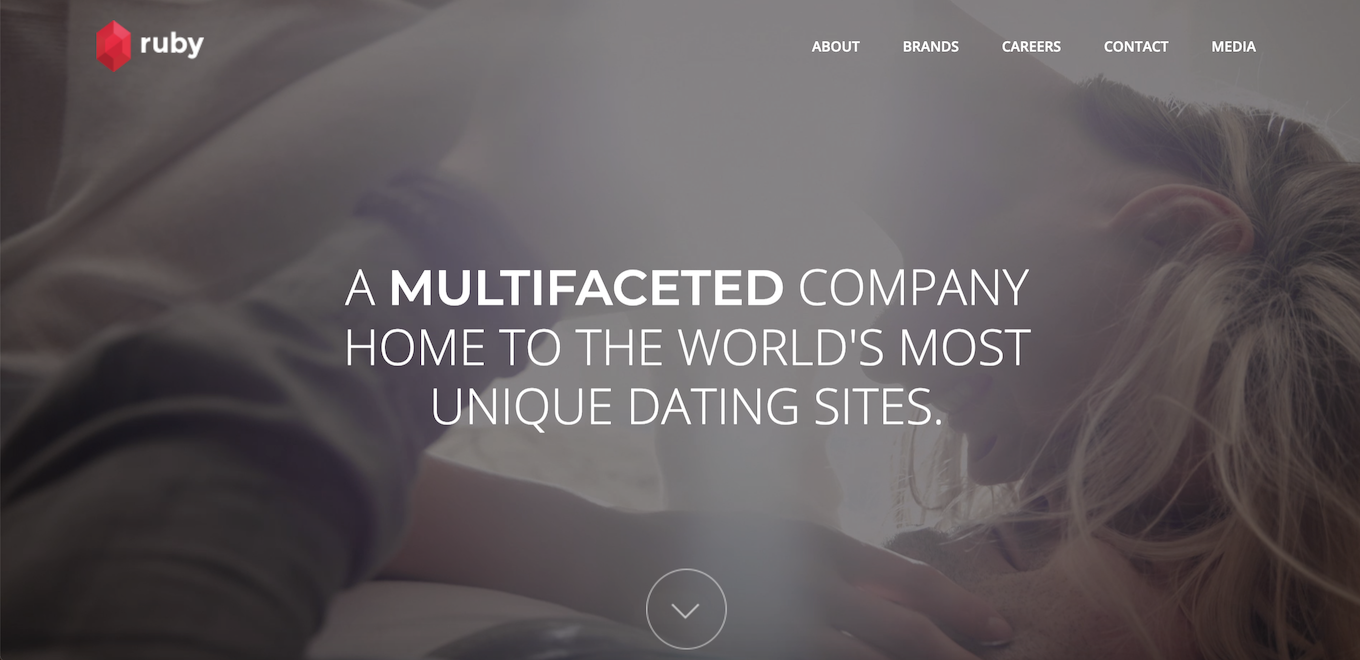 ruby
ABOUT BRANDS CAREERS CONTACT MEDIA
A MULTIFACETED COMPANY
HOME TO THE WORLD'S MOST
UNIQUE DATING SITES.